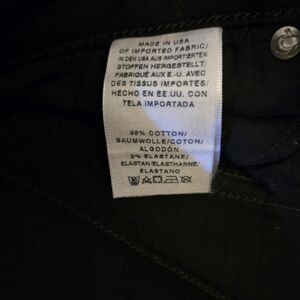 MADE IN USA
OF IMPORTED FABRIC/
IN DEN USA AUS IMPORTIERTEN
STOFFEN HERGESTELLT/
FABRIQUÉ AUX E.-U. AVEC
DES TISSUS IMPORTES/
HECHO EN EE.UU. CON
TELA IMPORTADA
98% COTTON/
BAUMWOLLE/COTON/
ALGODÓN
2% ELASTANE/
ELASTAN/ELASTHANNE/
ELASTANO